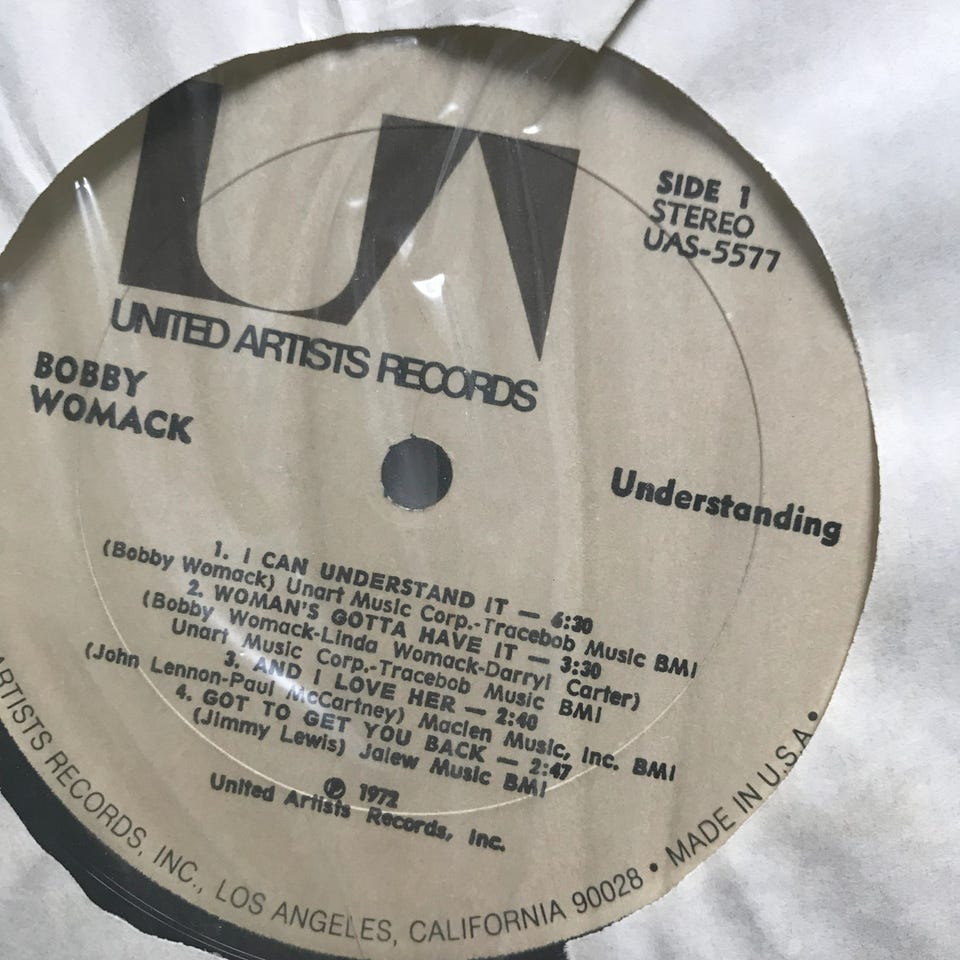 UA
UNITED ARTISTS RECORDS
SIDE 1
STEREO
UAS-5577
BOBBY
WOMACK
Understanding
1. I CAN UNDERSTAND IT — 6:30
(Bobby Womack) Unart Music Corp.-Tracebob Music BMI
2. WOMAN'S GOTTA HAVE IT — 3:30
(Bobby Womack-Linda Womack-Darryl Carter)
Unart Music Corp.-Tracebob Music BMI
3. AND I LOVE HER — 2:40
(John Lennon-Paul McCartney) Maclen Music, Inc. BMI
4. GOT TO GET YOU BACK — 2:47
(Jimmy Lewis) Jalew Music BMI
Ⓟ 1972
United Artists Records, Inc.
ARTISTS RECORDS, INC., LOS ANGELES, CALIFORNIA 90028 • MADE IN U.S.A •